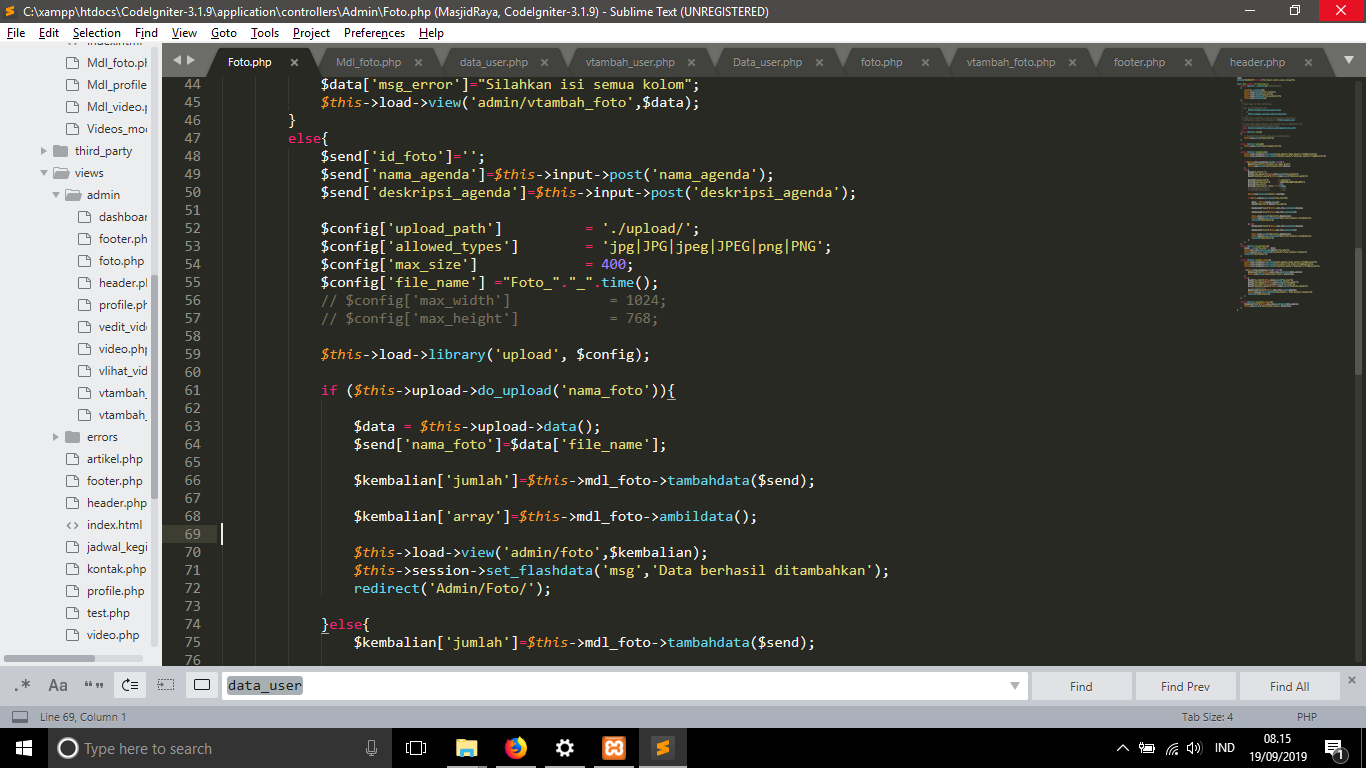 C:\xampp\htdocs\CodeIgniter-3.1.9\application\controllers\Admin\Foto.php (MasjidRaya, CodeIgniter-3.1.9) - Sublime Text (UNREGISTERED)
File Edit Selection Find View Goto Tools Project Preferences Help
Foto.php Mdl_foto.php data_user.php vtambah_user.php Data_user.php foto.php vtambah_foto.php footer.php header.php
Mdl_foto.ph
Mdl_profile
Mdl_video.p
Videos_mod
third_party
views
admin
dashboar
footer.ph
foto.php
header.p
profile.ph
vedit_vide
video.php
vlihat_vid
vtambah_
vtambah_
errors
artikel.php
footer.php
header.php
index.html
jadwal_kegi
kontak.php
profile.php
test.php
video.php
44 $data['msg_error']="Silahkan isi semua kolom";
45 $this->load->view('admin/vtambah_foto',$data);
46 }
47 else{
48 $send['id_foto']='';
49 $send['nama_agenda']=$this->input->post('nama_agenda');
50 $send['deskripsi_agenda']=$this->input->post('deskripsi_agenda');
51
52 $config['upload_path'] = './upload/';
53 $config['allowed_types'] = 'jpg|JPG|jpeg|JPEG|png|PNG';
54 $config['max_size'] = 400;
55 $config['file_name'] ="Foto_"."_".time();
56 // $config['max_width'] = 1024;
57 // $config['max_height'] = 768;
58
59 $this->load->library('upload', $config);
60
61 if ($this->upload->do_upload('nama_foto')){
62
63 $data = $this->upload->data();
64 $send['nama_foto']=$data['file_name'];
65
66 $kembalian['jumlah']=$this->mdl_foto->tambahdata($send);
67
68 $kembalian['array']=$this->mdl_foto->ambildata();
69
70 $this->load->view('admin/foto',$kembalian);
71 $this->session->set_flashdata('msg','Data berhasil ditambahkan');
72 redirect('Admin/Foto/');
73
74 }else{
75 $kembalian['jumlah']=$this->mdl_foto->tambahdata($send);
76
.* Aa “” data_user Find Find Prev Find All
Line 69, Column 1 Tab Size: 4 PHP
Type here to search IND 08.15
19/09/2019 1